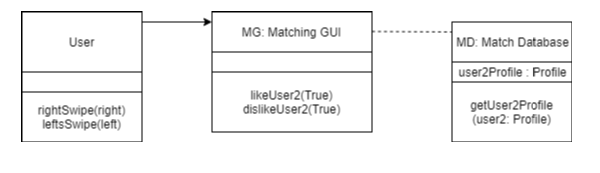 User
rightSwipe(right)
leftsSwipe(left)
MG: Matching GUI
likeUser2(True)
dislikeUser2(True)
MD: Match Database
user2Profile : Profile
getUser2Profile
(user2: Profile)